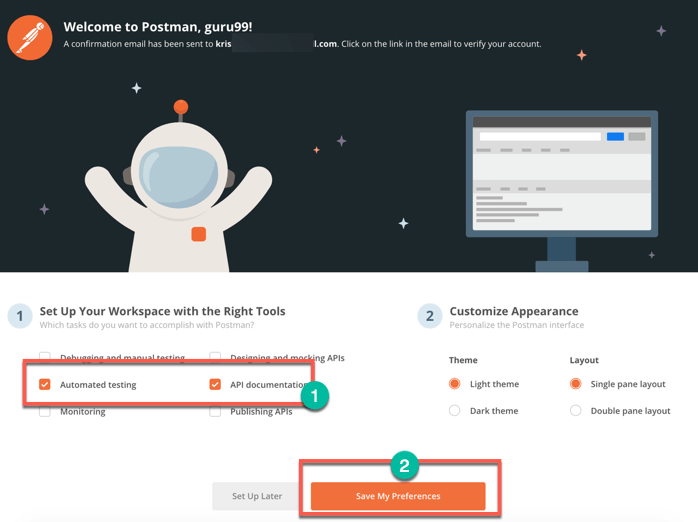 Welcome to Postman, guru99!
A confirmation email has been sent to kris l.com. Click on the link in the email to verify your account.
1 Set Up Your Workspace with the Right Tools
Which tasks do you want to accomplish with Postman?
Debugging and manual testing Designing and mocking APIs
Automated testing API documentation
1
Monitoring Publishing APIs
2 Customize Appearance
Personalize the Postman interface
Theme Layout
Light theme Single pane layout
Dark theme Double pane layout
2
Set Up Later Save My Preferences